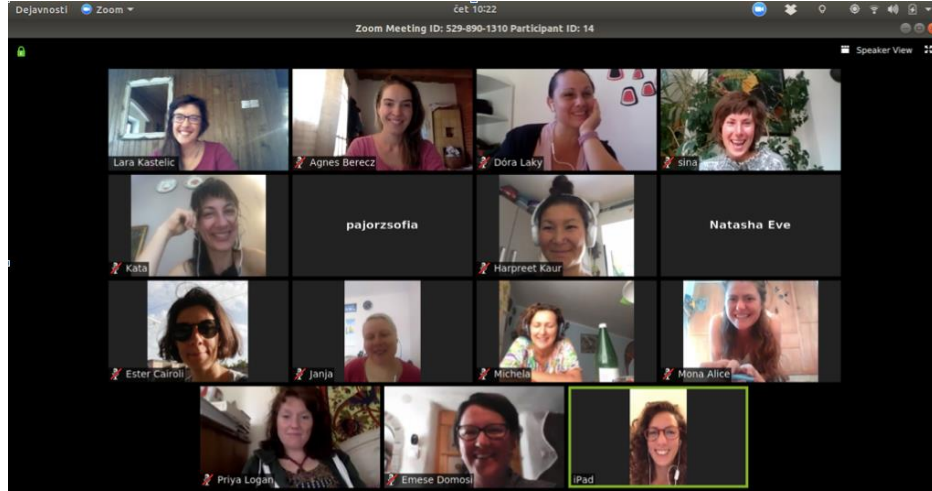 Dejavnosti Zoom čet 10:22
Zoom Meeting ID: 529-890-1310 Participant ID: 14
Speaker View
Lara Kastelic Agnes Berecz Dóra Laky sina
Kata pajorzsofia Harpreet Kaur Natasha Eve
Ester Cairoli Janja Michela Mona Alice
Priya Logan Emese Domosi iPad